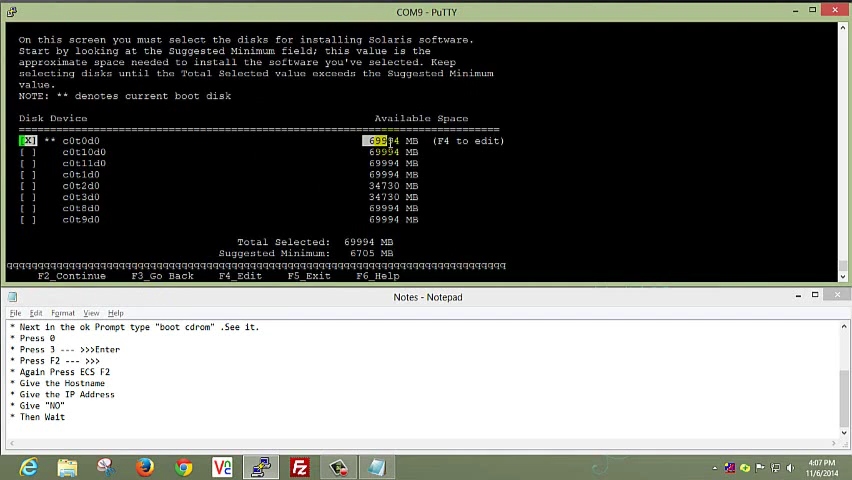 COM9 - PuTTY
On this screen you must select the disks for installing Solaris software.
Start by looking at the Suggested Minimum field; this value is the
approximate space needed to install the software you've selected. Keep
selecting disks until the Total Selected value exceeds the Suggested Minimum
value.
NOTE: ** denotes current boot disk
Disk Device Available Space
================================================================================
[X] ** c0t0d0 69994 MB (F4 to edit)
[ ] c0t10d0 69994 MB
[ ] c0t11d0 69994 MB
[ ] c0t1d0 69994 MB
[ ] c0t2d0 34730 MB
[ ] c0t3d0 34730 MB
[ ] c0t8d0 69994 MB
[ ] c0t9d0 69994 MB
Total Selected: 69994 MB
Suggested Minimum: 6705 MB
qqqqqqqqqqqqqqqqqqqqqqqqqqqqqqqqqqqqqqqqqqqqqqqqqqqqqqqqqqqqqqqqqqqqqqqqqqqqqqqq
F2_Continue F3_Go Back F4_Edit F5_Exit F6_Help
Notes - Notepad
File Edit Format View Help
* Next in the ok Prompt type "boot cdrom" .See it.
* Press 0
* Press 3 --- >>>Enter
* Press F2 --- >>>
* Again Press ECS F2
* Give the Hostname
* Give the IP Address
* Give "NO"
* Then Wait
4:07 PM
11/6/2014